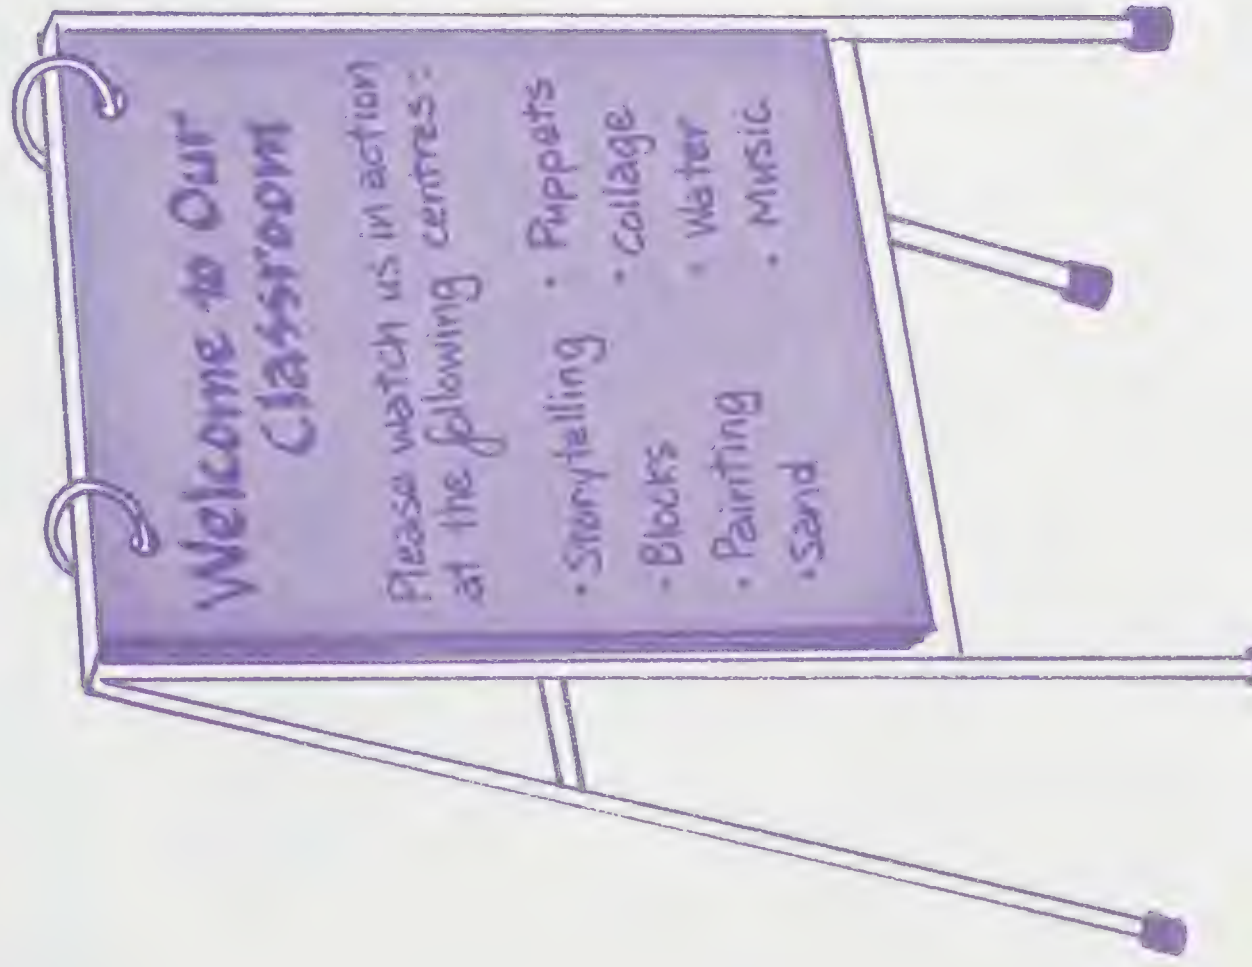 Welcome to Our
Classroom
Please watch us in action
at the following centres:
• Storytelling
• Blocks
• Painting
• Sand
• Puppets
• Collage
• Water
• Music